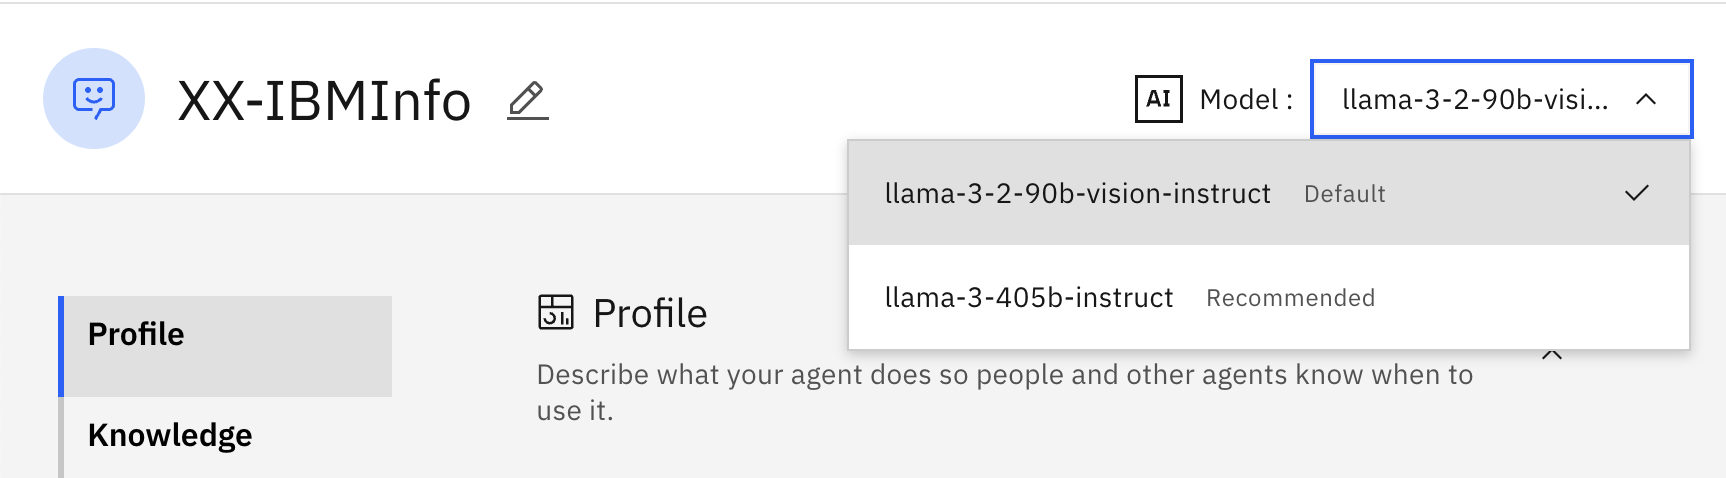 XX-IBMInfo
AI Model :
llama-3-2-90b-visi...
llama-3-2-90b-vision-instruct Default
llama-3-405b-instruct Recommended
Profile
Knowledge
Profile
Describe what your agent does so people and other agents know when to
use it.